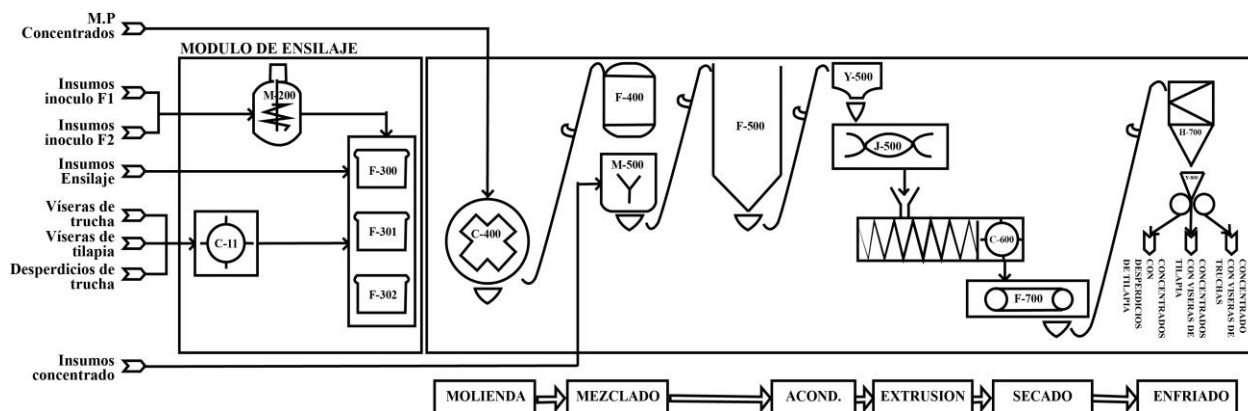 M.P
Concentrados
MODULO DE ENSILAJE
Insumos
inoculo F1
Insumos
inoculo F2
Insumos
Ensilaje
Víseras de
trucha
Víseras de
tilapia
Desperdicios de
trucha
Insumos
concentrado
M-200
F-300
C-11
F-301
F-302
C-400
F-400
M-500
F-500
Y-500
J-500
C-600
F-700
H-700
Y-800
CONCENTRADOS
CON
DESPERDICIOS
DE TILAPIA
CONCENTRADOS
CON VISERAS DE
TILAPIA
CONCENTRADO
CON VISERAS DE
TRUCHAS
MOLIENDA
MEZCLADO
ACOND.
EXTRUSION
SECADO
ENFRIADO